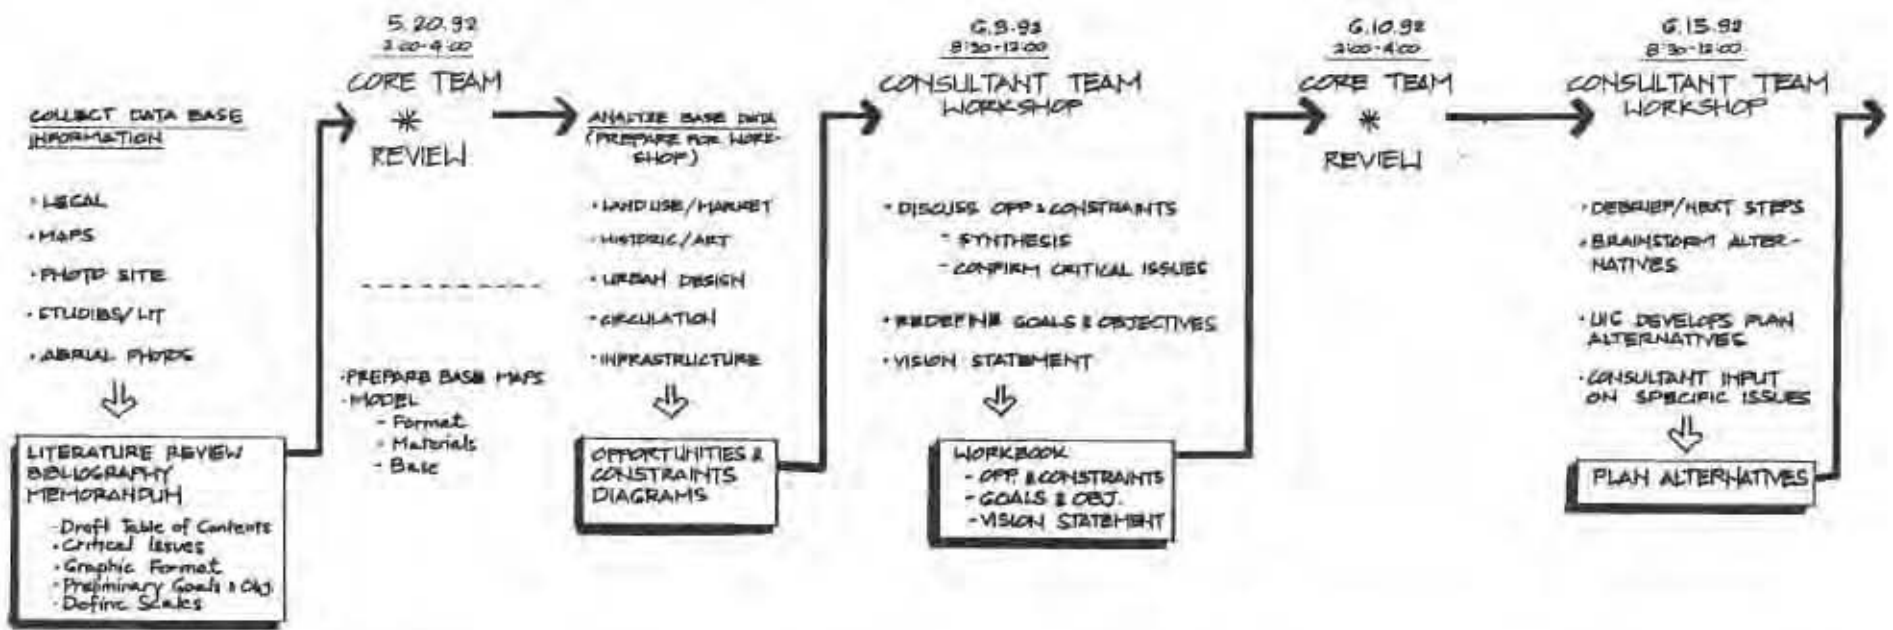 COLLECT DATA BASE
INFORMATION
• LEGAL
• MAPS
• PHOTO SITE
• STUDIES/LIT
• AERIAL PHOTOS
LITERATURE REVIEW
BIBLIOGRAPHY
MEMORANDUM
- Draft Table of Contents
• Critical Issues
• Graphic Format
- Preliminary Goals & Obj.
- Define Scales
5.20.92
2:00-4:00
CORE TEAM
*
REVIEW
• PREPARE BASE MAPS
• MODEL
- Format
• Materials
- Base
ANALYZE BASE DATA
(PREPARE FOR WORK-
SHOP)
• LAND USE/MARKET
• HISTORIC/ART
• URBAN DESIGN
• CIRCULATION
• INFRASTRUCTURE
OPPORTUNITIES &
CONSTRAINTS
DIAGRAMS
8:30-12:00
CONSULTANT TEAM
WORKSHOP
• DISCUSS OPP & CONSTRAINTS
- SYNTHESIS
- CONFIRM CRITICAL ISSUES
• REDEFINE GOALS & OBJECTIVES
• VISION STATEMENT
WORKBOOK
- OPP. & CONSTRAINTS
- GOALS & OBJ.
- VISION STATEMENT
6.10.92
2:00-4:00
CORE TEAM
*
REVIEW
6.15.92
8:30-12:00
CONSULTANT TEAM
WORKSHOP
• DEBRIEF/NEXT STEPS
• BRAINSTORM ALTER-
NATIVES
• DEVELOPS PLAN
ALTERNATIVES
• CONSULTANT INPUT
ON SPECIFIC ISSUES
PLAN ALTERNATIVES